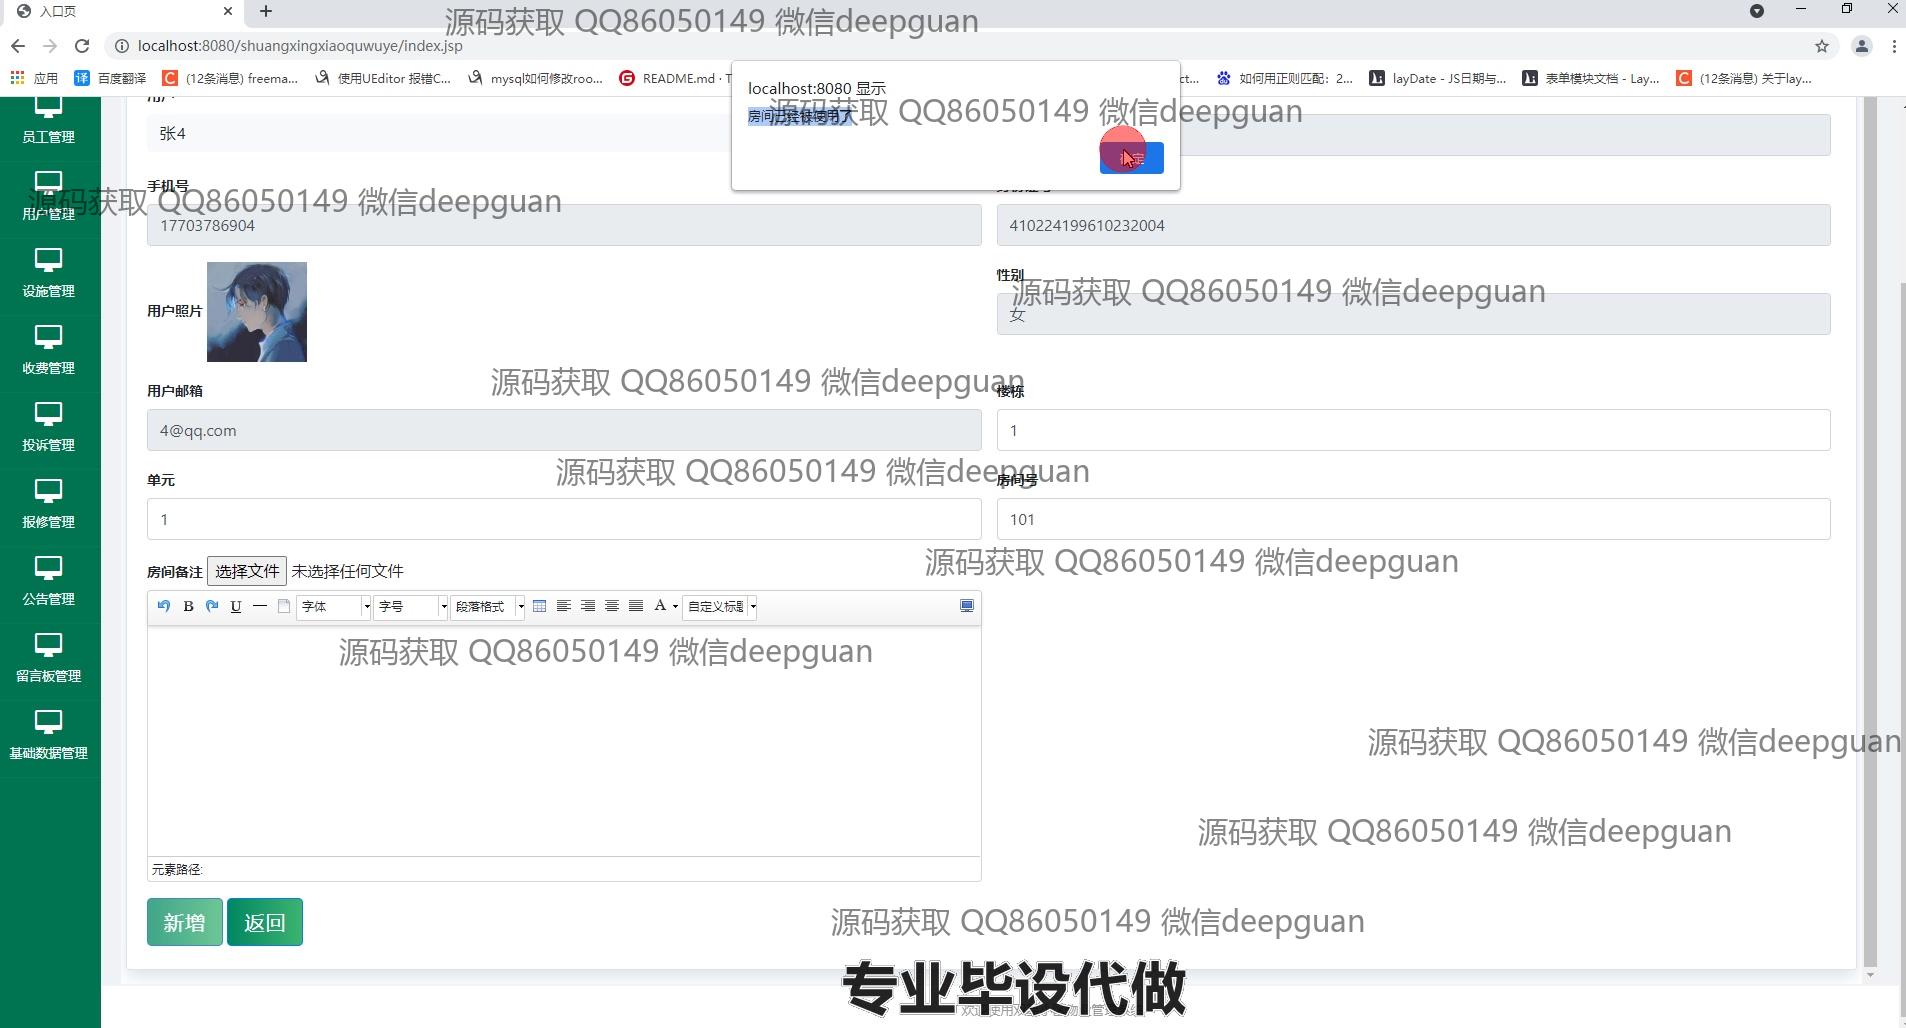 入口页
源码获取 QQ86050149 微信deepguan
localhost:8080/shuangxingxiaoquwuye/index.jsp
应用
百度翻译
(12条消息) freema...
使用UEditor 报错C...
mysql如何修改roo...
README.md · T
ct...
如何用正则匹配：2...
layDate - JS日期与...
表单模块文档 - Lay...
(12条消息) 关于lay...
localhost:8080 显示
房间已经被使用了
源码获取 QQ86050149 微信deepguan
员工管理
用户管理
设施管理
收费管理
投诉管理
报修管理
公告管理
留言板管理
基础数据管理
张4
手机号
源码获取 QQ86050149 微信deepguan
17703786904
410224199610232004
用户照片
性别
源码获取 QQ86050149 微信deepguan
女
源码获取 QQ86050149 微信deepguan
用户邮箱
楼栋
4@qq.com
1
源码获取 QQ86050149 微信deepguan
单元
房间号
1
101
源码获取 QQ86050149 微信deepguan
房间备注 选择文件 未选择任何文件
B U 字体 字号 段落格式 A 自定义标题
源码获取 QQ86050149 微信deepguan
源码获取 QQ86050149 微信deepguan
源码获取 QQ86050149 微信deepguan
元素路径:
新增 返回
源码获取 QQ86050149 微信deepguan
专业毕设代做